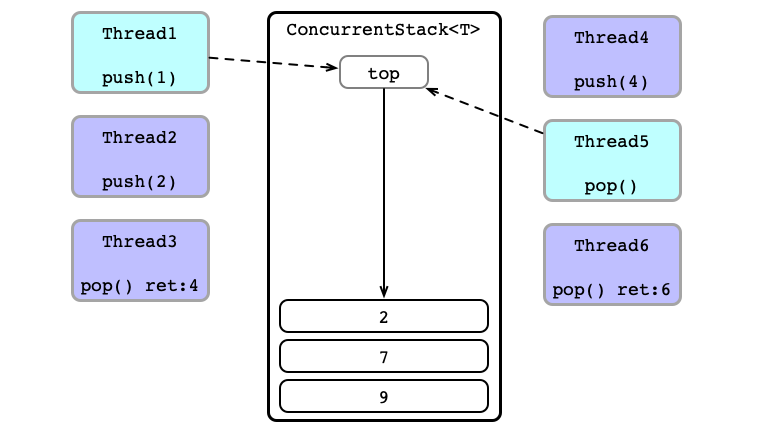 Thread1
push(1)
Thread2
push(2)
Thread3
pop() ret:4
ConcurrentStack<T>
top
2
7
9
Thread4
push(4)
Thread5
pop()
Thread6
pop() ret:6